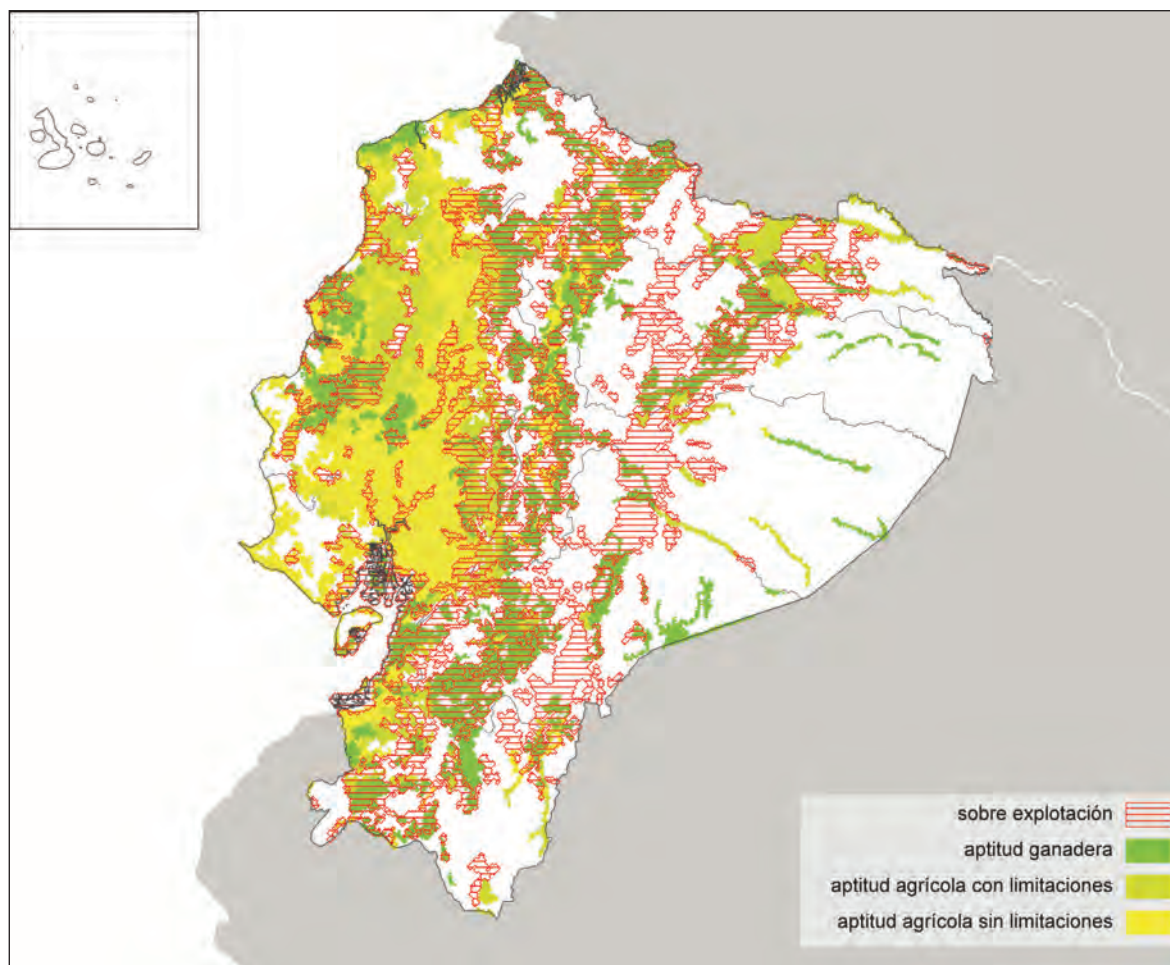 sobre explotación
aptitud ganadera
aptitud agrícola con limitaciones
aptitud agrícola sin limitaciones